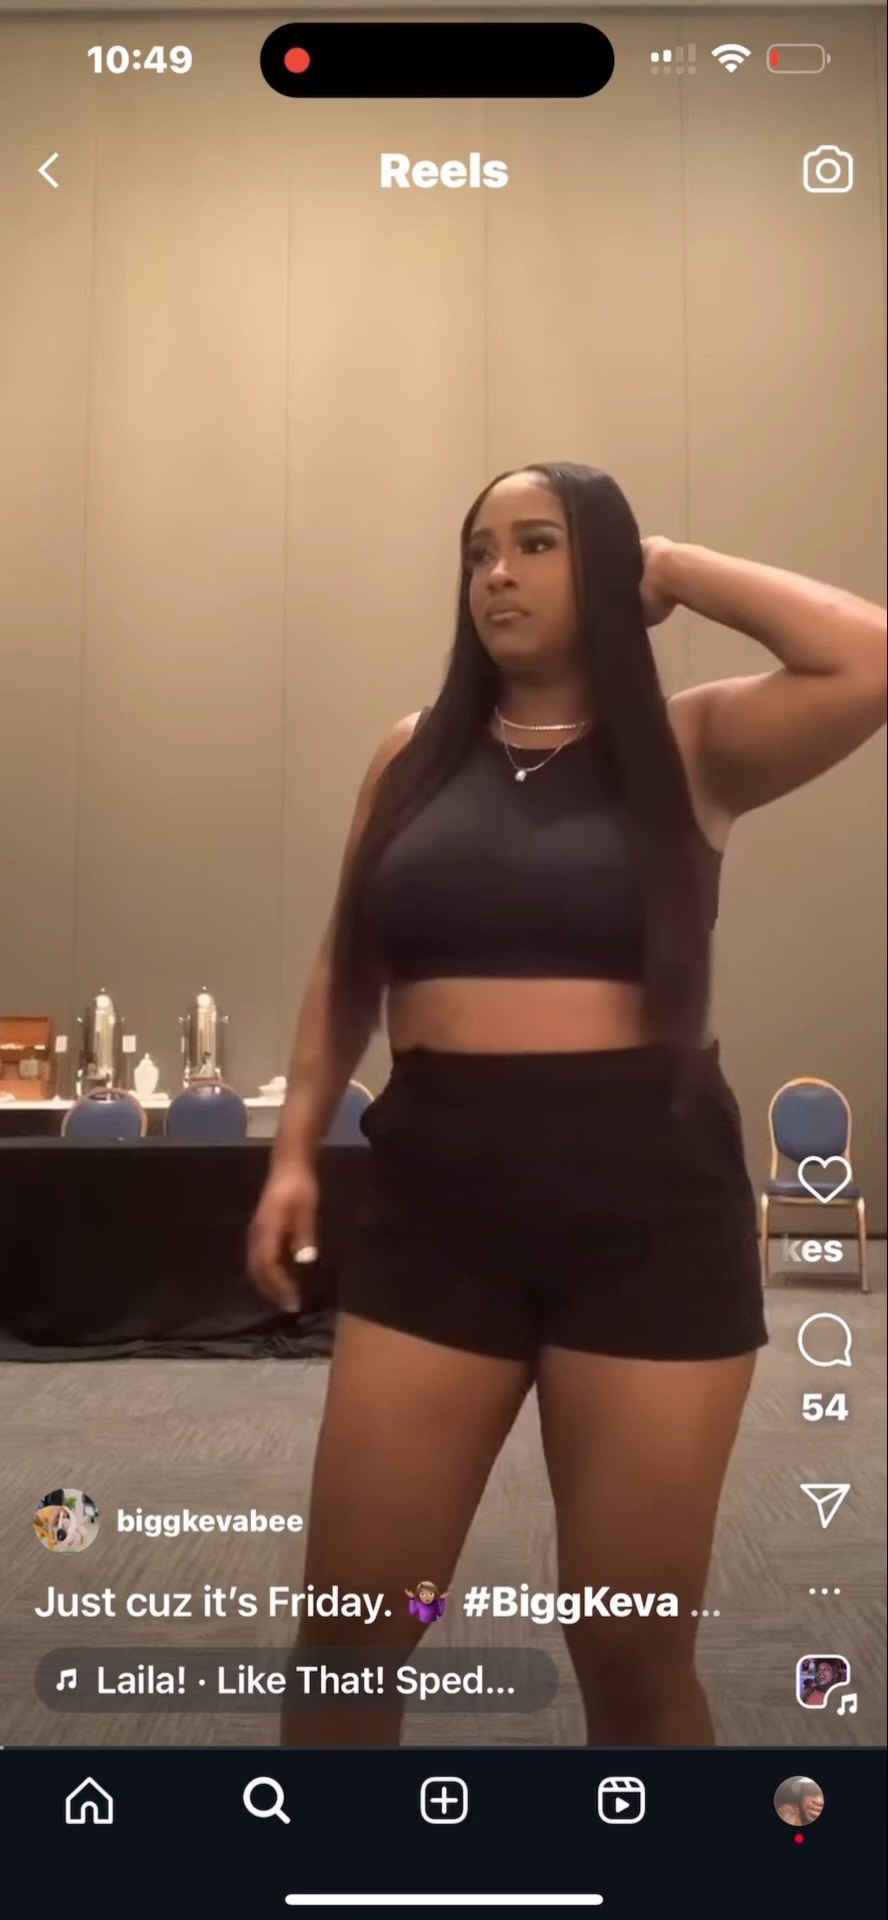 10:49
Reels
kes
54
biggkevabee
Just cuz it’s Friday. 🤷🏽‍♀️ #BiggKeva ...
Laila! · Like That! Sped...